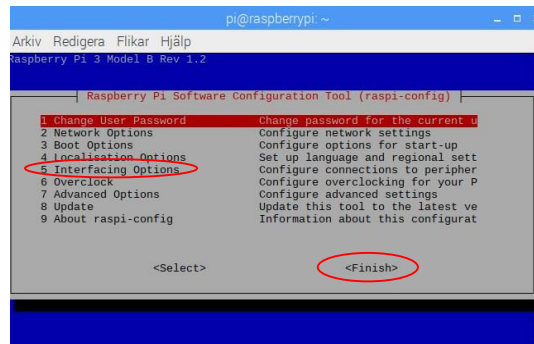 pi@raspberrypi: ~
Arkiv Redigera Flikar Hjälp
Raspberry Pi 3 Model B Rev 1.2
Raspberry Pi Software Configuration Tool (raspi-config)
1 Change User Password Change password for the current u
2 Network Options Configure network settings
3 Boot Options Configure options for start-up
4 Localisation Options Set up language and regional sett
5 Interfacing Options Configure connections to peripher
6 Overclock Configure overclocking for your P
7 Advanced Options Configure advanced settings
8 Update Update this tool to the latest ve
9 About raspi-config Information about this configurat
<Select> <Finish>